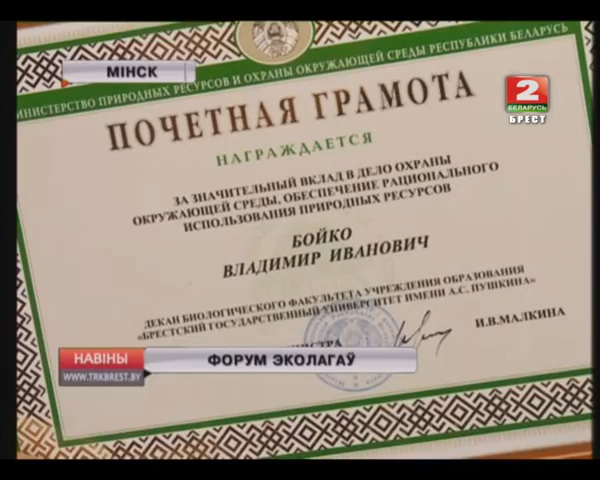 МІНСК
МИНИСТЕРСТВО ПРИРОДНЫХ РЕСУРСОВ И ОХРАНЫ ОКРУЖАЮЩЕЙ СРЕДЫ РЕСПУБЛИКИ БЕЛАРУСЬ
2
БЕЛАРУСЬ
БРЕСТ
ПОЧЕТНАЯ ГРАМОТА
НАГРАЖДАЕТСЯ
ЗА ЗНАЧИТЕЛЬНЫЙ ВКЛАД В ДЕЛО ОХРАНЫ
ОКРУЖАЮЩЕЙ СРЕДЫ, ОБЕСПЕЧЕНИЕ РАЦИОНАЛЬНОГО
ИСПОЛЬЗОВАНИЯ ПРИРОДНЫХ РЕСУРСОВ
БОЙКО
ВЛАДИМИР ИВАНОВИЧ
ДЕКАН БИОЛОГИЧЕСКОГО ФАКУЛЬТЕТА УЧРЕЖДЕНИЯ ОБРАЗОВАНИЯ
«БРЕСТСКИЙ ГОСУДАРСТВЕННЫЙ УНИВЕРСИТЕТ ИМЕНИ А.С. ПУШКИНА»
И.В.МАЛКИНА
НАВІНЫ
ФОРУМ ЭКОЛАГАЎ
WWW.TRKBREST.BY